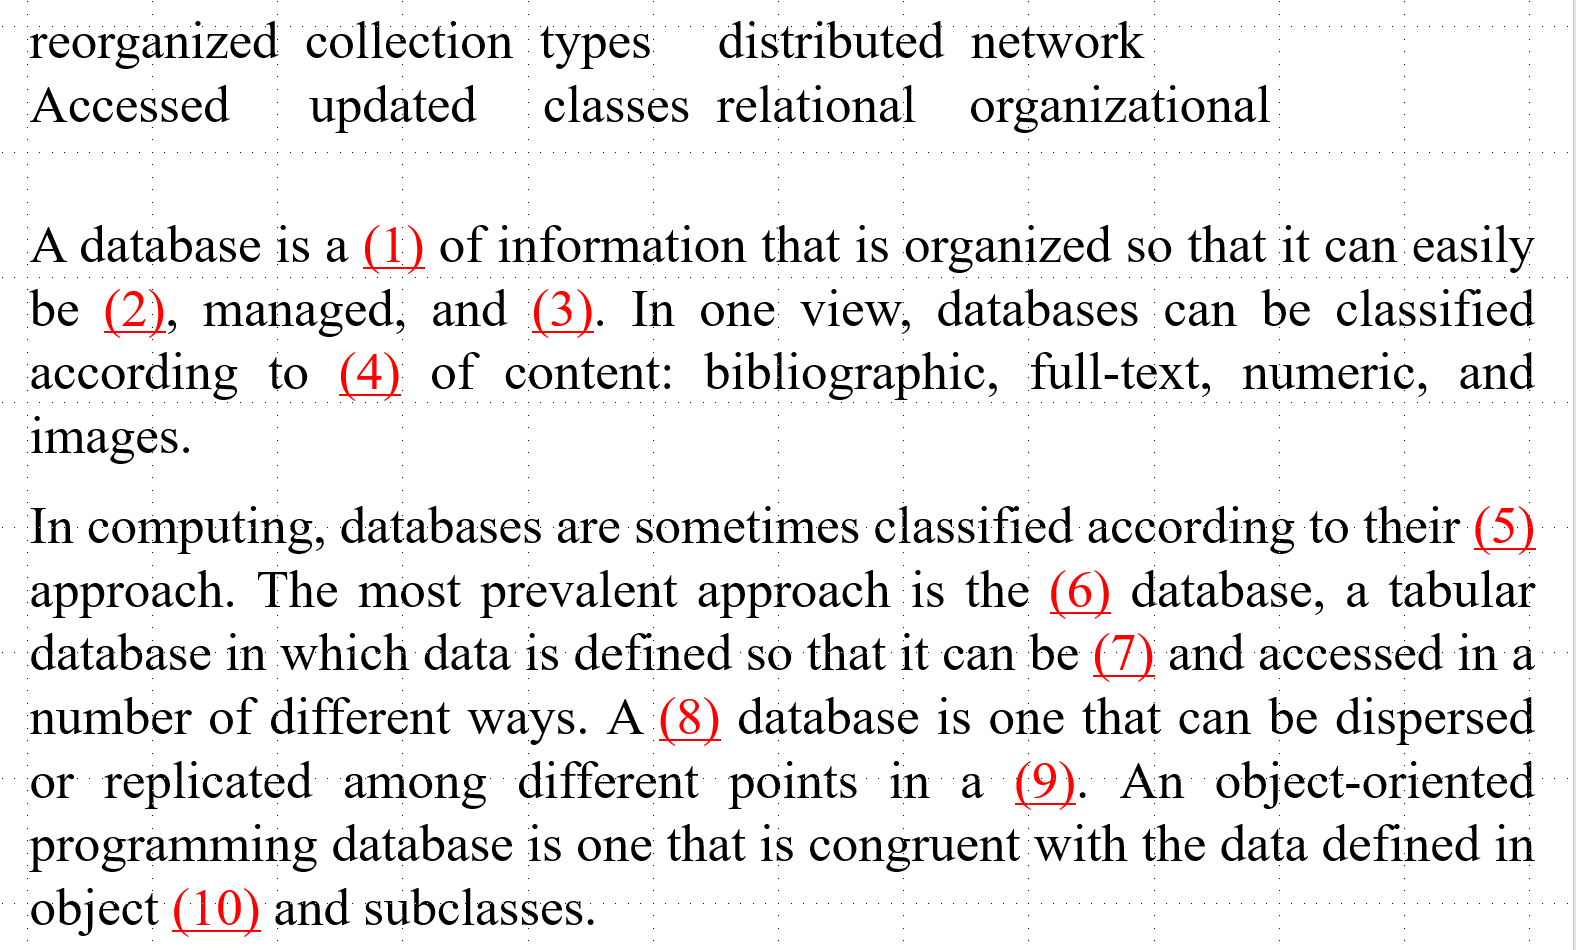 reorganized collection types distributed network
Accessed updated classes relational organizational
A database is a (1) of information that is organized so that it can easily
be (2), managed, and (3). In one view, databases can be classified
according to (4) of content: bibliographic, full-text, numeric, and
images.
In computing, databases are sometimes classified according to their (5)
approach. The most prevalent approach is the (6) database, a tabular
database in which data is defined so that it can be (7) and accessed in a
number of different ways. A (8) database is one that can be dispersed
or replicated among different points in a (9). An object-oriented
programming database is one that is congruent with the data defined in
object (10) and subclasses.